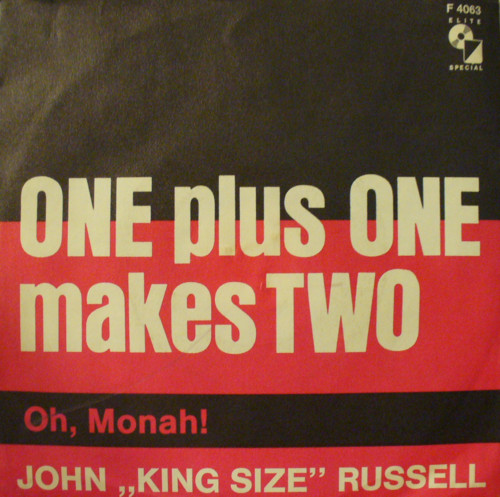 F 4063
ELITE
SPECIAL
ONE plus ONE
makes TWO
Oh, Monah!
JOHN „KING SIZE” RUSSELL